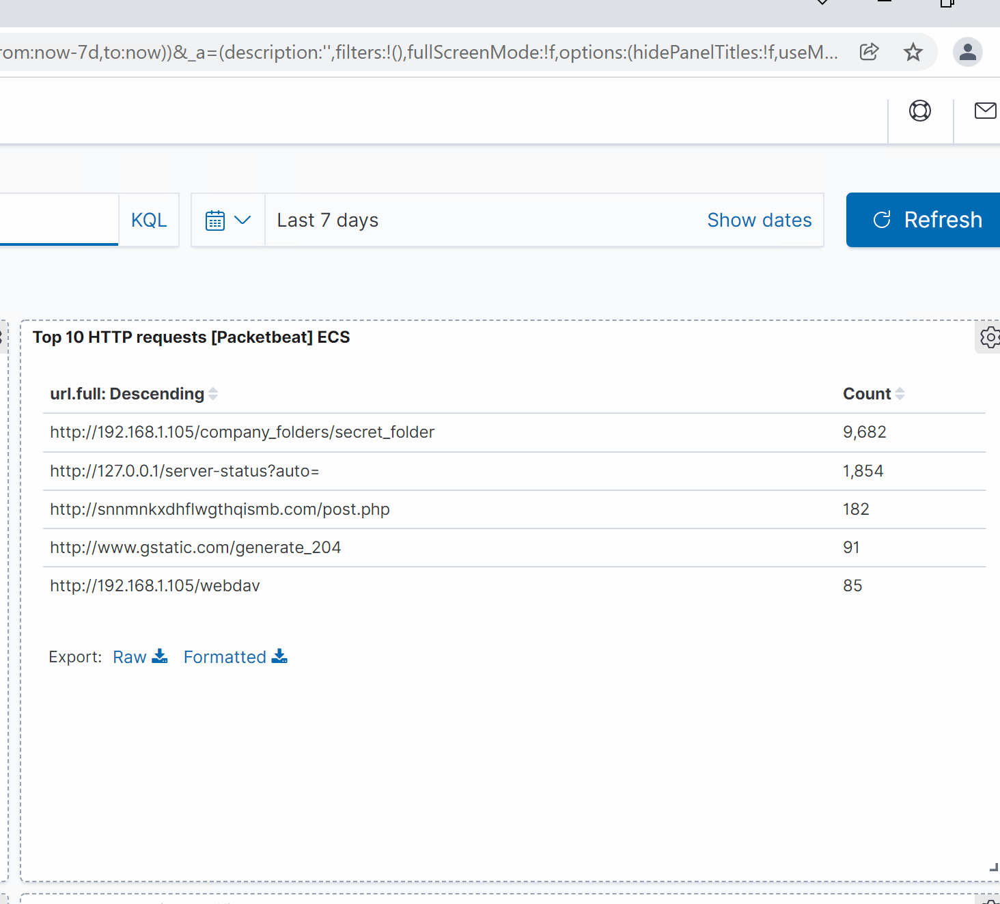 rom:now-7d,to:now))&_a=(description:'',filters:!(),fullScreenMode:!f,options:(hidePanelTitles:!f,useM...
KQL
Last 7 days
Show dates
Refresh
Top 10 HTTP requests [Packetbeat] ECS
url.full: Descending Count
http://192.168.1.105/company_folders/secret_folder 9,682
http://127.0.0.1/server-status?auto= 1,854
http://snnmnkxdhflwgthqismb.com/post.php 182
http://www.gstatic.com/generate_204 91
http://192.168.1.105/webdav 85
Export: Raw Formatted